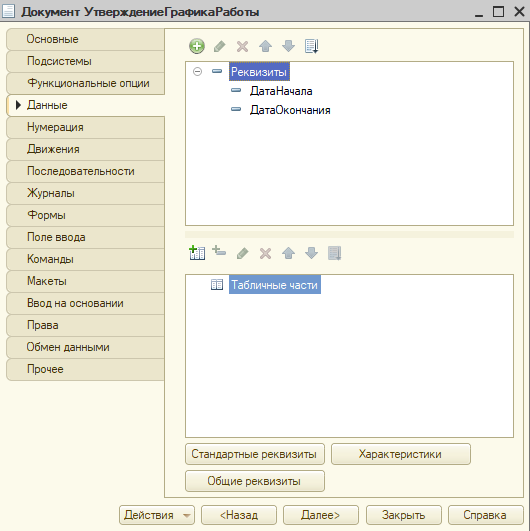 Документ УтверждениеГрафикаРаботы
Основные
Подсистемы
Функциональные опции
Данные
Нумерация
Движения
Последовательности
Журналы
Формы
Поле ввода
Команды
Макеты
Ввод на основании
Права
Обмен данными
Прочее
Реквизиты
ДатаНачала
ДатаОкончания
Табличные части
Стандартные реквизиты
Характеристики
Общие реквизиты
Действия
<Назад
Далее>
Закрыть
Справка